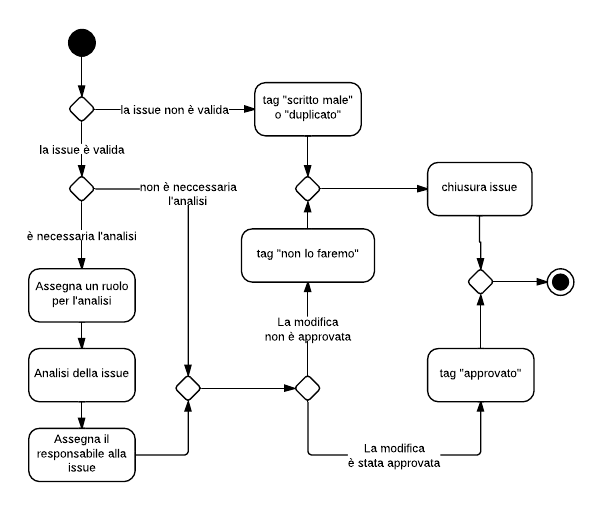 la issue non è valida
tag "scritto male"
o "duplicato"
la issue è valida
non è neccessaria
l'analisi
chiusura issue
è necessaria l'analisi
tag "non lo faremo"
Assegna un ruolo
per l'analisi
La modifica
non è approvata
Analisi della issue
tag "approvato"
Assegna il
responsabile alla
issue
La modifica
è stata approvata